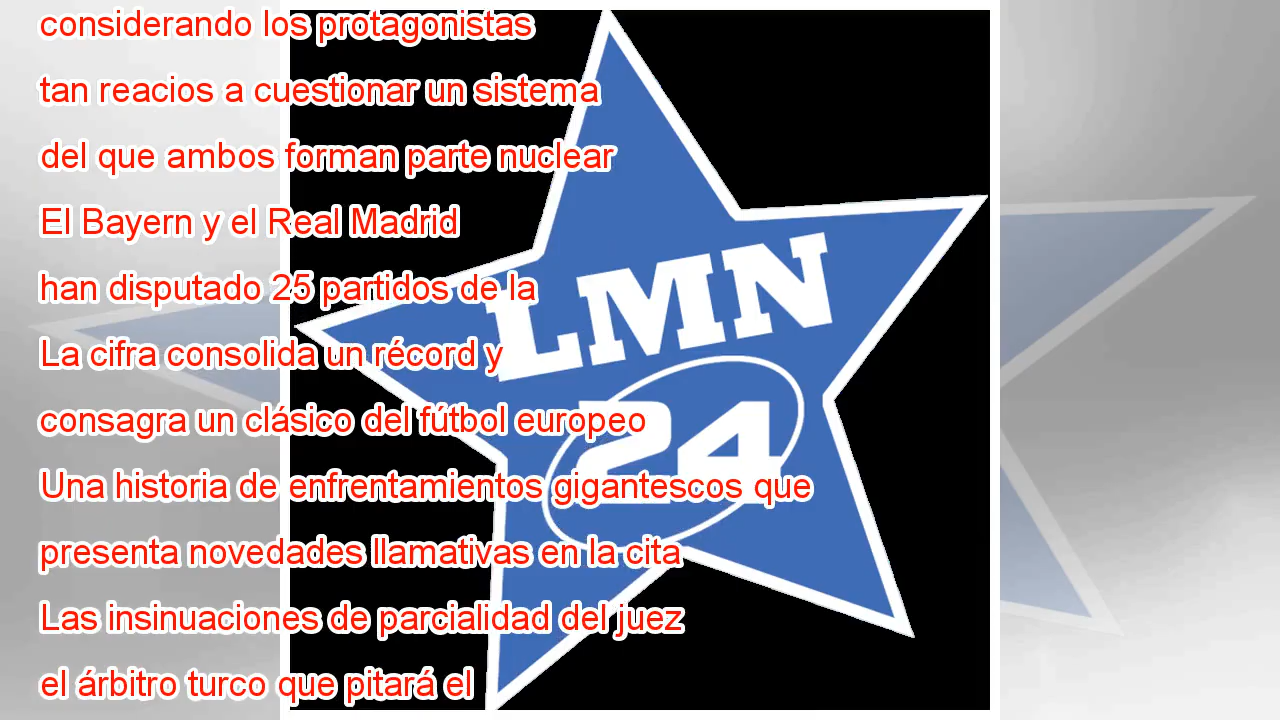 considerando los protagonistas
tan reacios a cuestionar un sistema
del que ambos forman parte nuclear
El Bayern y el Real Madrid
han disputado 25 partidos de la
La cifra consolida un récord y
consagra un clásico del fútbol europeo
Una historia de enfrentamientos gigantescos que
presenta novedades llamativas en la cita
Las insinuaciones de parcialidad del juez
el árbitro turco que pitará el
LMN
24